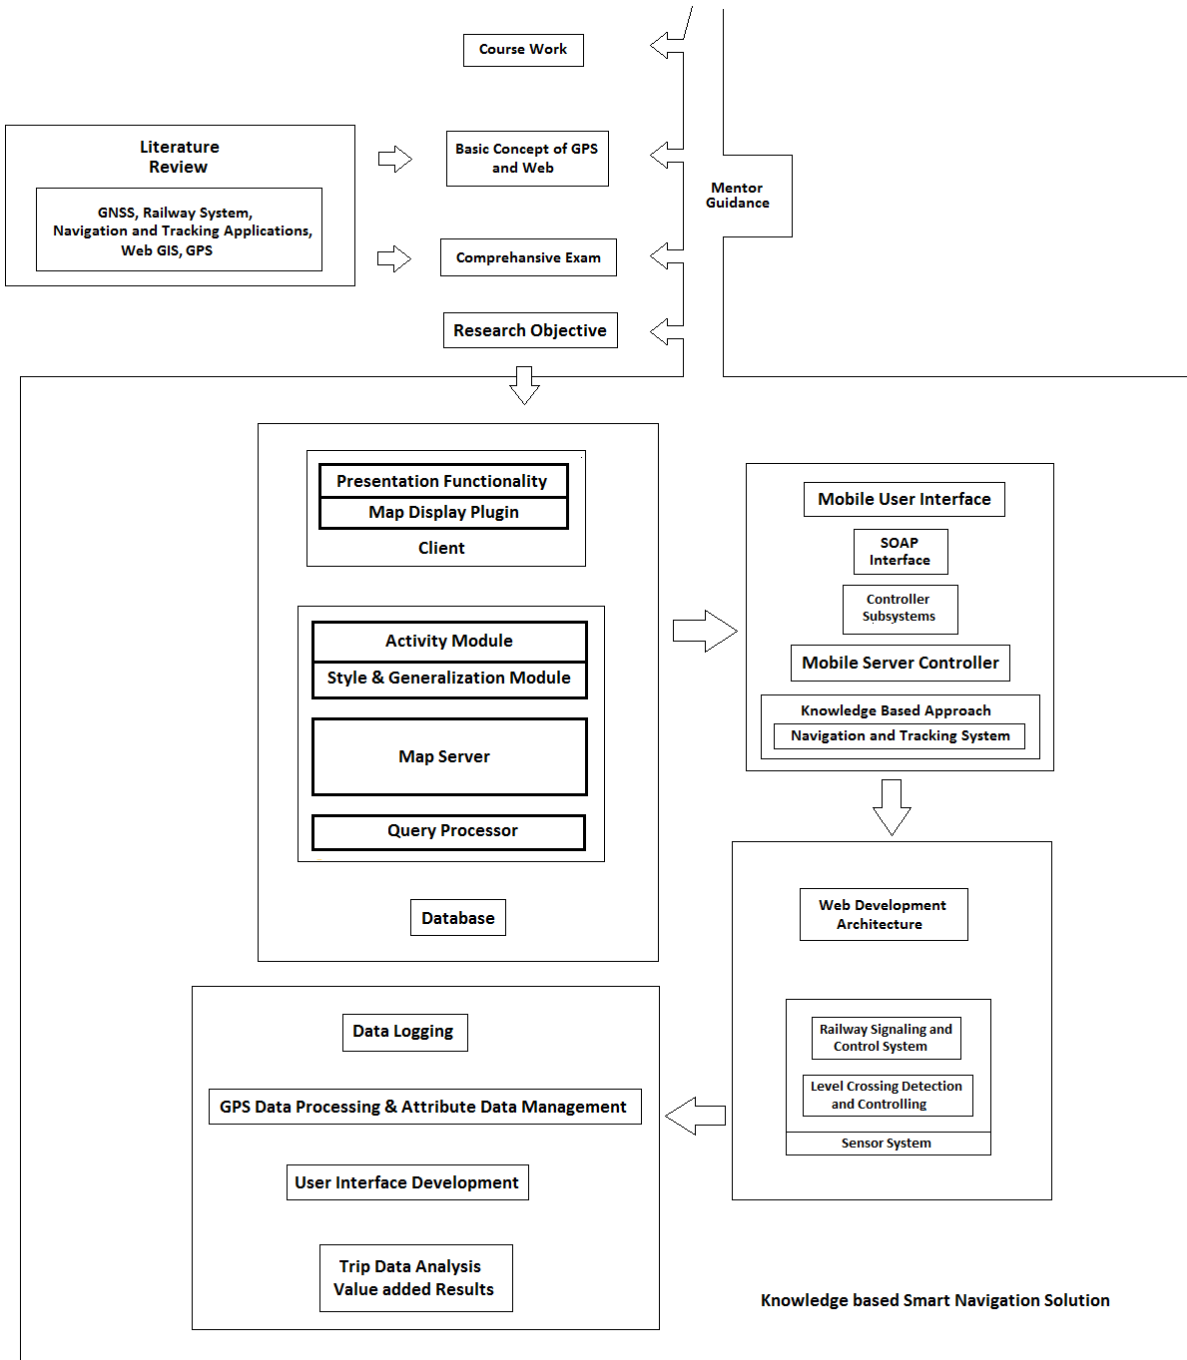 Course Work
Literature
Review
GNSS, Railway System,
Navigation and Tracking Applications,
Web GIS, GPS
Basic Concept of GPS
and Web
Mentor
Guidance
Comprehansive Exam
Research Objective
Presentation Functionality
Map Display Plugin
Client
Activity Module
Style & Generalization Module
Map Server
Query Processor
Database
Mobile User Interface
SOAP
Interface
Controller
Subsystems
Mobile Server Controller
Knowledge Based Approach
Navigation and Tracking System
Web Development
Architecture
Railway Signaling and
Control System
Level Crossing Detection
and Controlling
Sensor System
Data Logging
GPS Data Processing & Attribute Data Management
User Interface Development
Trip Data Analysis
Value added Results
Knowledge based Smart Navigation Solution